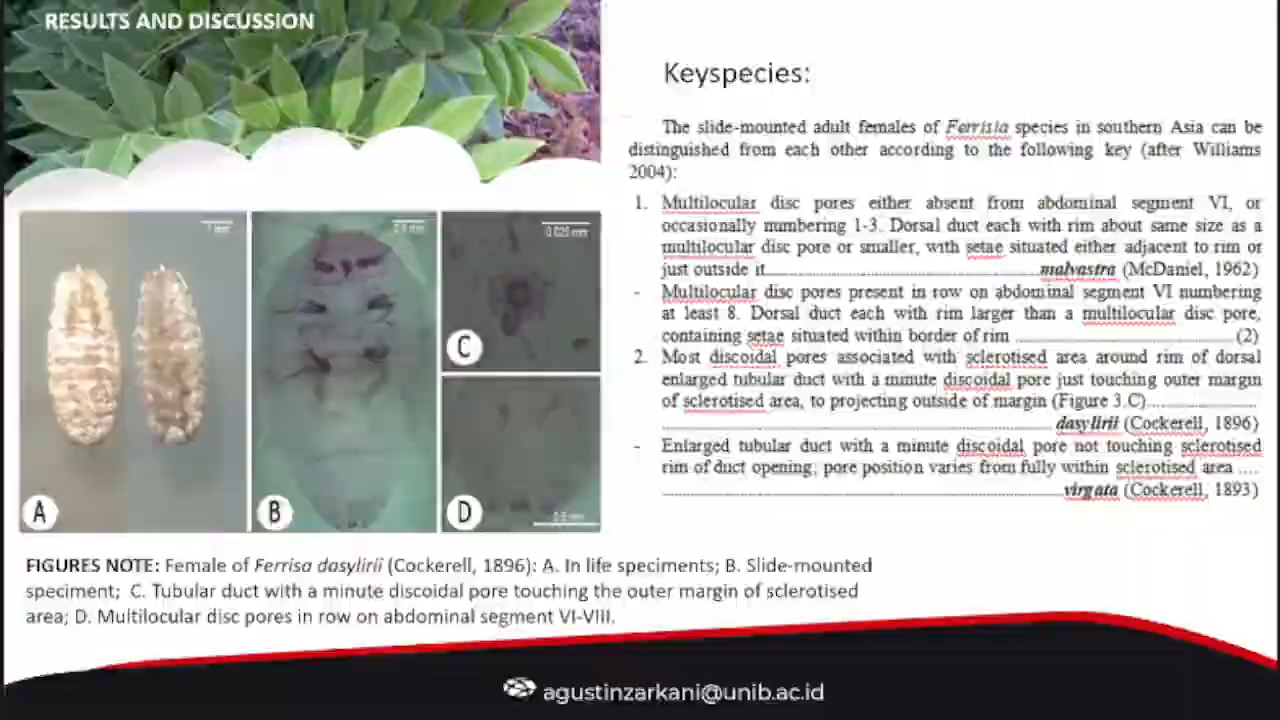 RESULTS AND DISCUSSION
Keyspecies:
The slide-mounted adult females of Ferrisia species in southern Asia can be
distinguished from each other according to the following key (after Williams
2004):
1. Multilocular disc pores either absent from abdominal segment VI, or
occasionally numbering 1-3. Dorsal duct each with rim about same size as a
multilocular disc pore or smaller, with setae situated either adjacent to rim or
just outside it.......... malvastra (McDaniel, 1962)
- Multilocular disc pores present in row on abdominal segment VI numbering
at least 8. Dorsal duct each with rim larger than a multilocular disc pore,
containing setae situated within border of rim .......... (2)
2. Most discoidal pores associated with sclerotised area around rim of dorsal
enlarged tubular duct with a minute discoidal pore just touching outer margin
of sclerotised area, to projecting outside of margin (Figure 3.C)..........
.......... dasylirii (Cockerell, 1896)
- Enlarged tubular duct with a minute discoidal pore not touching sclerotised
rim of duct opening; pore position varies from fully within sclerotised area ....
..........virgata (Cockerell, 1893)
1 mm
0.025 mm
0.5 mm
A
B
C
D
FIGURES NOTE: Female of Ferrisa dasylirii (Cockerell, 1896): A. In life speciments; B. Slide-mounted
speciment; C. Tubular duct with a minute discoidal pore touching the outer margin of sclerotised
area; D. Multilocular disc pores in row on abdominal segment VI-VIII.
agustinzarkani@unib.ac.id